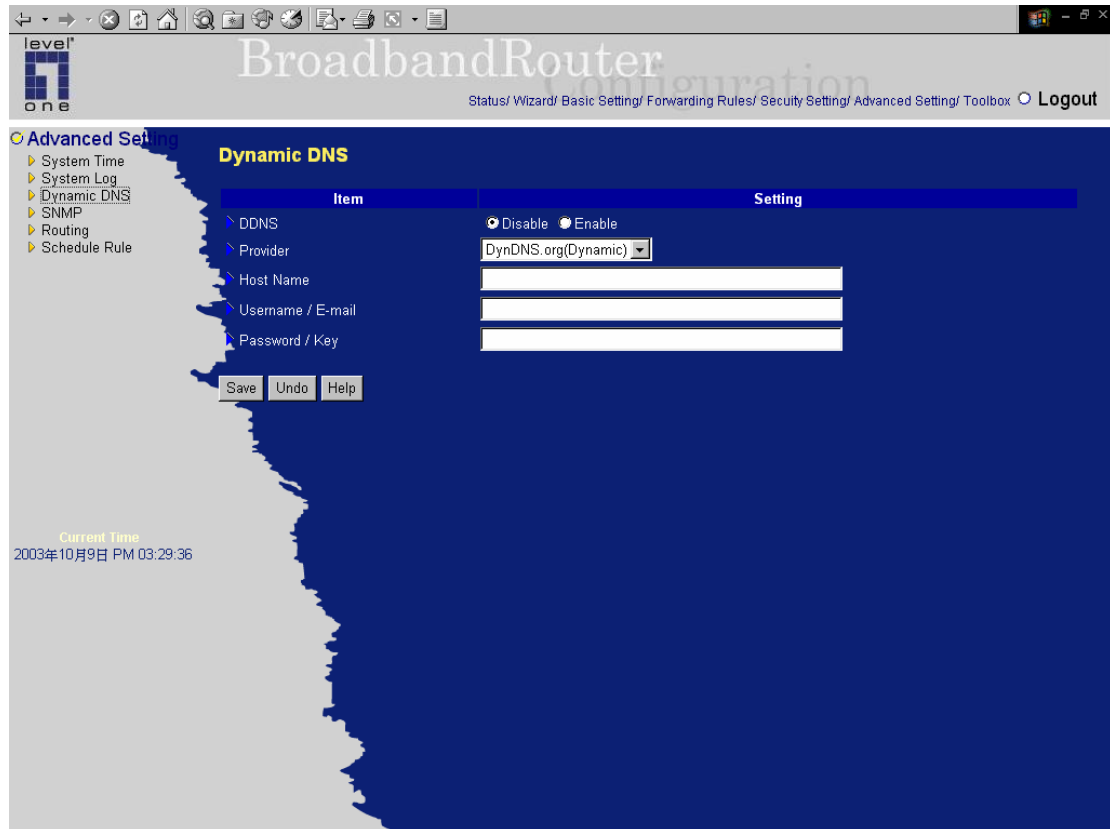 level
one
BroadbandRouter
Configuration
Status/ Wizard/ Basic Setting/ Forwarding Rules/ Secuity Setting/ Advanced Setting/ Toolbox Logout
Advanced Setting
System Time
System Log
Dynamic DNS
SNMP
Routing
Schedule Rule
Current Time
2003年10月9日 PM 03:29:36
Dynamic DNS
Item Setting
DDNS Disable Enable
Provider DynDNS.org(Dynamic)
Host Name
Username / E-mail
Password / Key
Save Undo Help